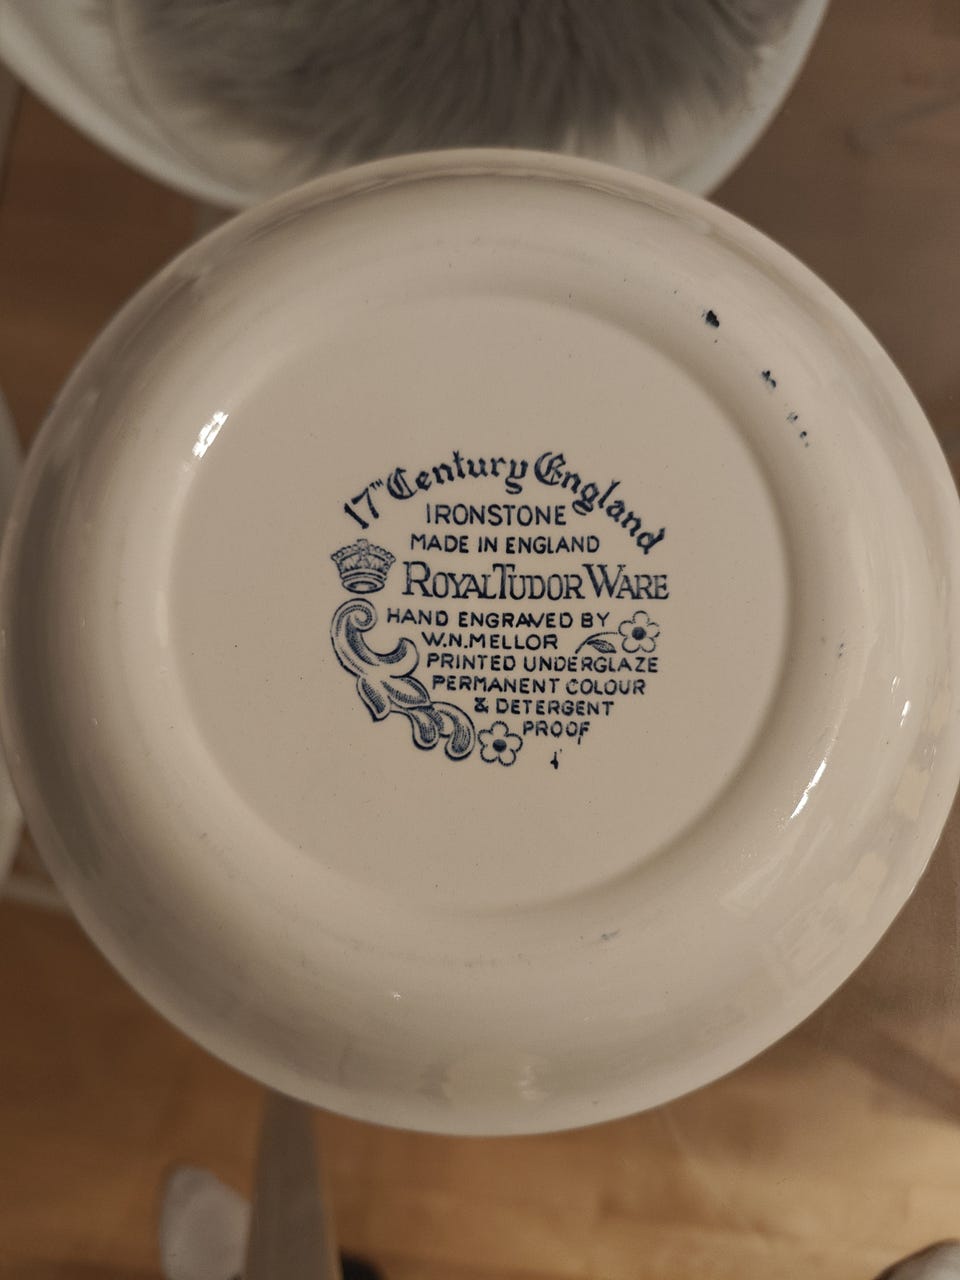 17TH Century England
IRONSTONE
MADE IN ENGLAND
ROYAL TUDOR WARE
HAND ENGRAVED BY
W.N.MELLOR
PRINTED UNDERGLAZE
PERMANENT COLOUR
& DETERGENT
PROOF